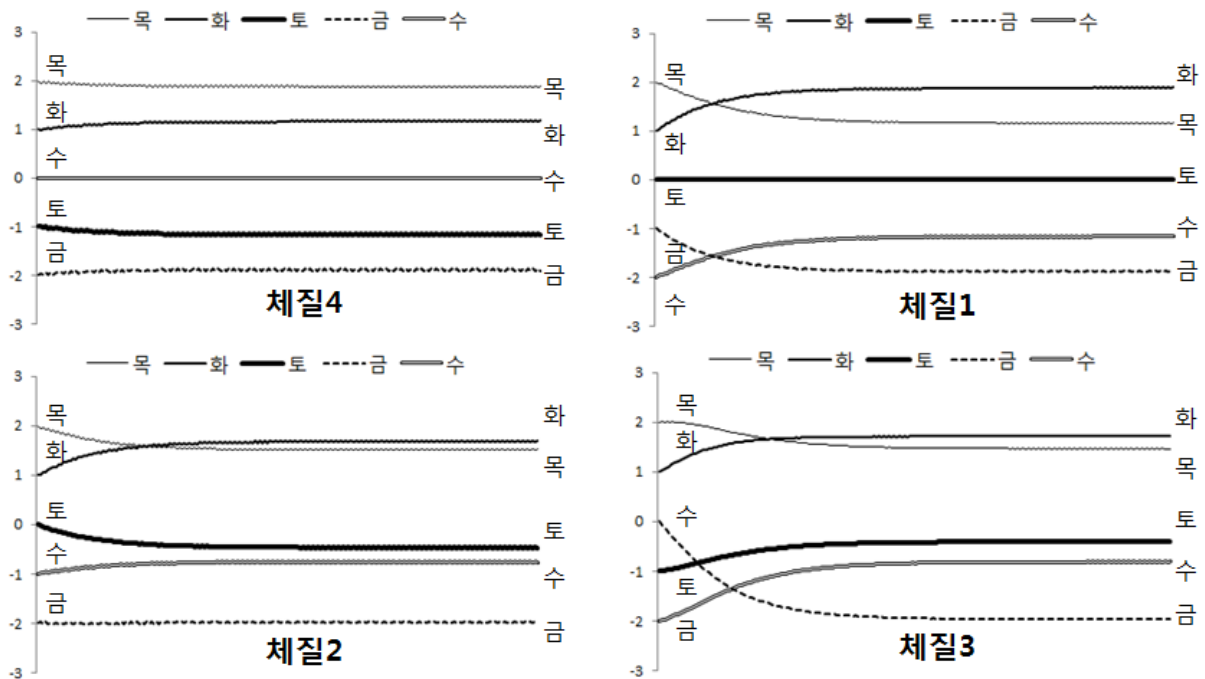 목 화 토 금 수
3
2
1
0
-1
-2
-3
목
화
수
토
금
목
화
수
토
금
체질4
목 화 토 금 수
3
2
1
0
-1
-2
-3
목
화
토
금
수
화
목
토
수
금
체질1
목 화 토 금 수
3
2
1
0
-1
-2
-3
목
화
토
수
금
화
목
토
수
금
체질2
목 화 토 금 수
3
2
1
0
-1
-2
-3
목
화
수
토
금
화
목
토
수
금
체질3